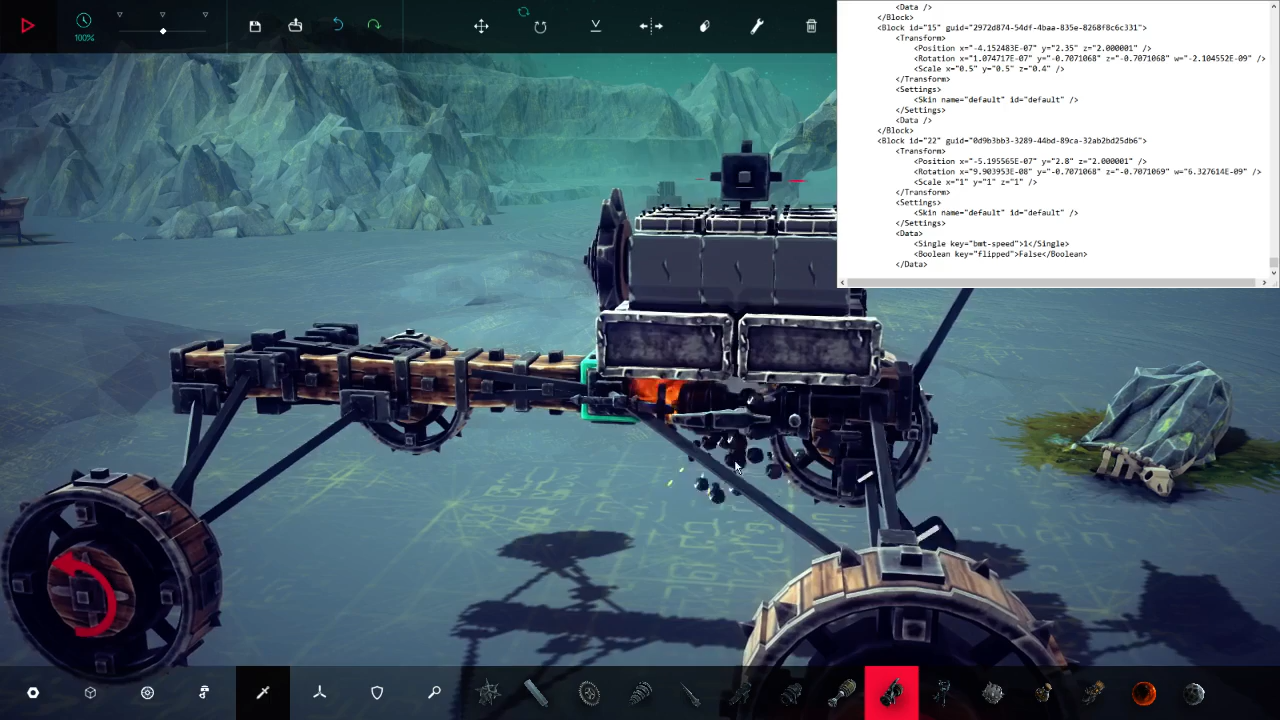 100%
<Data />
</Block>
<Block id="15" guid="2972d874-54df-4baa-835e-8268f8c6c331">
<Transform>
<Position x="-4.152483E-07" y="2.35" z="2.000001" />
<Rotation x="1.074717E-07" y="-0.7071068" z="-0.7071068" w="-2.104552E-09" />
<Scale x="0.5" y="0.5" z="0.4" />
</Transform>
<Settings>
<Skin name="default" id="default" />
</Settings>
<Data />
</Block>
<Block id="22" guid="0d9b3bb3-3289-44bd-89ca-32ab2bd25db6">
<Transform>
<Position x="-5.195565E-07" y="2.8" z="2.000001" />
<Rotation x="9.903953E-08" y="-0.7071068" z="-0.7071069" w="6.327614E-09" />
<Scale x="1" y="1" z="1" />
</Transform>
<Settings>
<Skin name="default" id="default" />
</Settings>
<Data>
<Single key="bmt-speed">1</Single>
<Boolean key="flipped">False</Boolean>
</Data>